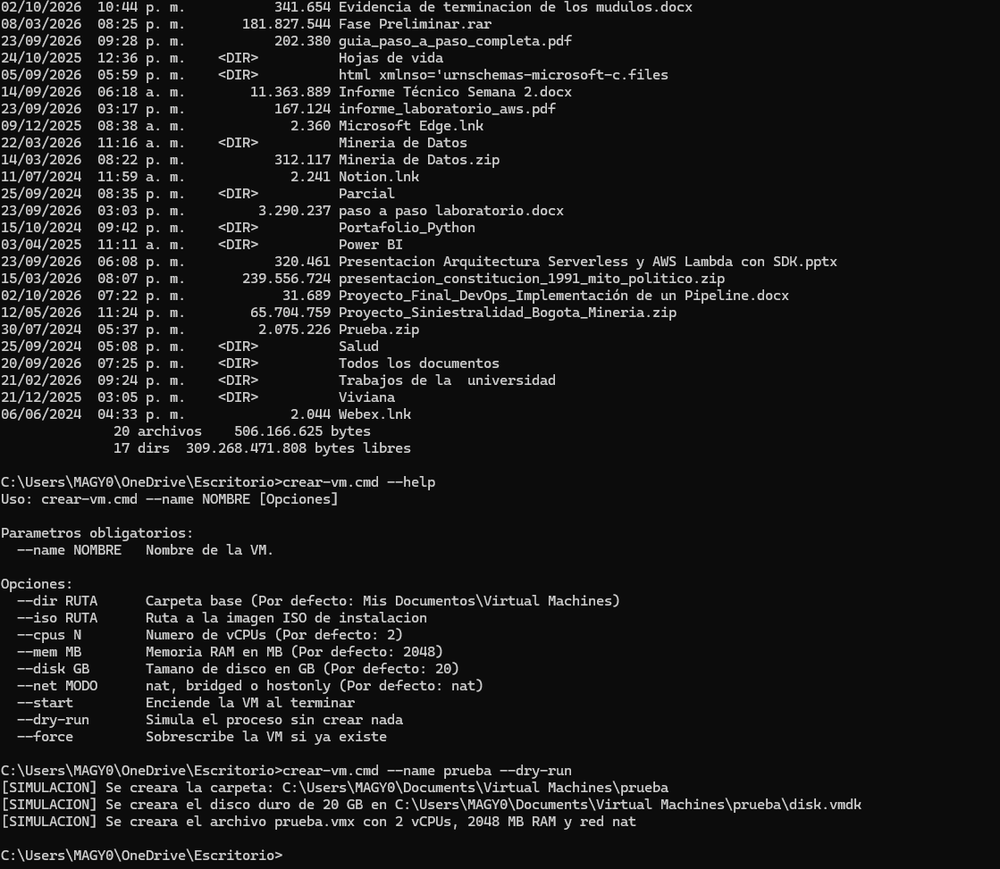 02/10/2026  10:44 p. m.           341.654 Evidencia de terminacion de los mudulos.docx
08/03/2026  08:25 p. m.       181.827.544 Fase Preliminar.rar
23/09/2026  09:28 p. m.           202.380 guia_paso_a_paso_completa.pdf
24/10/2025  12:36 p. m.    <DIR>          Hojas de vida
05/09/2026  05:59 p. m.    <DIR>          html xmlnso='urnschemas-microsoft-c.files
14/09/2026  06:18 a. m.        11.363.889 Informe Técnico Semana 2.docx
23/09/2026  03:17 p. m.           167.124 informe_laboratorio_aws.pdf
09/12/2025  08:38 a. m.             2.360 Microsoft Edge.lnk
22/03/2026  11:16 a. m.    <DIR>          Mineria de Datos
14/03/2026  08:22 p. m.           312.117 Mineria de Datos.zip
11/07/2024  11:59 a. m.             2.241 Notion.lnk
25/09/2024  08:35 p. m.    <DIR>          Parcial
23/09/2026  03:03 p. m.         3.290.237 paso a paso laboratorio.docx
15/10/2024  09:42 p. m.    <DIR>          Portafolio_Python
03/04/2025  11:11 a. m.    <DIR>          Power BI
23/09/2026  06:08 p. m.           320.461 Presentacion Arquitectura Serverless y AWS Lambda con SDK.pptx
15/03/2026  08:07 p. m.       239.556.724 presentacion_constitucion_1991_mito_politico.zip
02/10/2026  07:22 p. m.            31.689 Proyecto_Final_DevOps_Implementación de un Pipeline.docx
12/05/2026  11:24 p. m.        65.704.759 Proyecto_Siniestralidad_Bogota_Mineria.zip
30/07/2024  05:37 p. m.         2.075.226 Prueba.zip
25/09/2024  05:08 p. m.    <DIR>          Salud
20/09/2026  07:25 p. m.    <DIR>          Todos los documentos
21/02/2026  09:24 p. m.    <DIR>          Trabajos de la  universidad
21/12/2025  03:05 p. m.    <DIR>          Viviana
06/06/2024  04:33 p. m.             2.044 Webex.lnk
              20 archivos    506.166.625 bytes
              17 dirs  309.268.471.808 bytes libres

C:\Users\MAGY0\OneDrive\Escritorio>crear-vm.cmd --help
Uso: crear-vm.cmd --name NOMBRE [Opciones]

Parametros obligatorios:
  --name NOMBRE   Nombre de la VM.

Opciones:
  --dir RUTA      Carpeta base (Por defecto: Mis Documentos\Virtual Machines)
  --iso RUTA      Ruta a la imagen ISO de instalacion
  --cpus N        Numero de vCPUs (Por defecto: 2)
  --mem MB        Memoria RAM en MB (Por defecto: 2048)
  --disk GB       Tamano de disco en GB (Por defecto: 20)
  --net MODO      nat, bridged o hostonly (Por defecto: nat)
  --start         Enciende la VM al terminar
  --dry-run       Simula el proceso sin crear nada
  --force         Sobrescribe la VM si ya existe

C:\Users\MAGY0\OneDrive\Escritorio>crear-vm.cmd --name prueba --dry-run
[SIMULACION] Se creara la carpeta: C:\Users\MAGY0\Documents\Virtual Machines\prueba
[SIMULACION] Se creara el disco duro de 20 GB en C:\Users\MAGY0\Documents\Virtual Machines\prueba\disk.vmdk
[SIMULACION] Se creara el archivo prueba.vmx con 2 vCPUs, 2048 MB RAM y red nat

C:\Users\MAGY0\OneDrive\Escritorio>